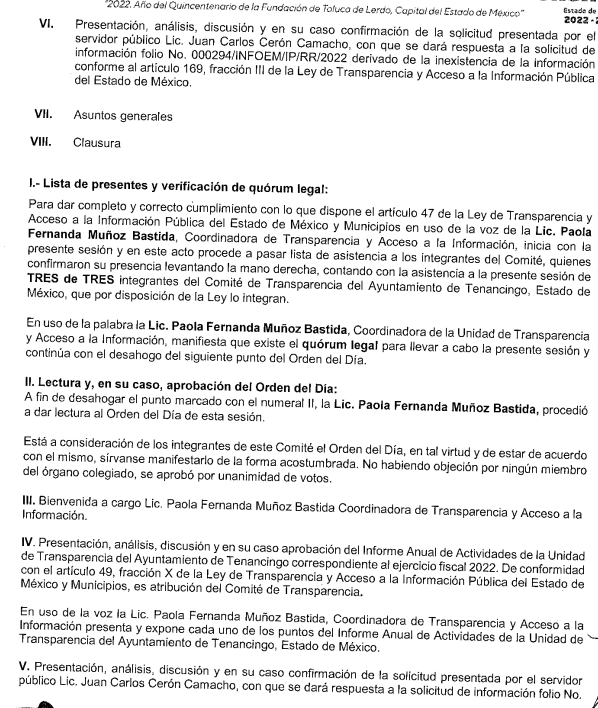 "2022. Año del Quincentenario de la Fundación de Toluca de Lerdo, Capital del Estado de México"
Estado de
2022 - 2
VI. Presentación, análisis, discusión y en su caso confirmación de la solicitud presentada por el
servidor público Lic. Juan Carlos Cerón Camacho, con que se dará respuesta a la solicitud de
información folio No. 000294/INFOEM/IP/RR/2022 derivado de la inexistencia de la información
conforme al artículo 169, fracción III de la Ley de Transparencia y Acceso a la Información Pública
del Estado de México.
VII. Asuntos generales
VIII. Clausura
I.- Lista de presentes y verificación de quórum legal:
Para dar completo y correcto cumplimiento con lo que dispone el artículo 47 de la Ley de Transparencia y
Acceso a la Información Pública del Estado de México y Municipios en uso de la voz de la Lic. Paola
Fernanda Muñoz Bastida, Coordinadora de Transparencia y Acceso a la Información, inicia con la
presente sesión y en este acto procede a pasar lista de asistencia a los integrantes del Comité, quienes
confirmaron su presencia levantando la mano derecha, contando con la asistencia a la presente sesión de
TRES de TRES integrantes del Comité de Transparencia del Ayuntamiento de Tenancingo, Estado de
México, que por disposición de la Ley lo integran.
En uso de la palabra la Lic. Paola Fernanda Muñoz Bastida, Coordinadora de la Unidad de Transparencia
y Acceso a la Información, manifiesta que existe el quórum legal para llevar a cabo la presente sesión y
continúa con el desahogo del siguiente punto del Orden del Día.
II. Lectura y, en su caso, aprobación del Orden del Día:
A fin de desahogar el punto marcado con el numeral II, la Lic. Paola Fernanda Muñoz Bastida, procedió
a dar lectura al Orden del Día de esta sesión.
Está a consideración de los integrantes de este Comité el Orden del Día, en tal virtud y de estar de acuerdo
con el mismo, sírvanse manifestarlo de la forma acostumbrada. No habiendo objeción por ningún miembro
del órgano colegiado, se aprobó por unanimidad de votos.
III. Bienvenida a cargo Lic. Paola Fernanda Muñoz Bastida Coordinadora de Transparencia y Acceso a la
Información.
IV. Presentación, análisis, discusión y en su caso aprobación del Informe Anual de Actividades de la Unidad
de Transparencia del Ayuntamiento de Tenancingo correspondiente al ejercicio fiscal 2022. De conformidad
con el artículo 49, fracción X de la Ley de Transparencia y Acceso a la Información Pública del Estado de
México y Municipios, es atribución del Comité de Transparencia.
En uso de la voz la Lic. Paola Fernanda Muñoz Bastida, Coordinadora de Transparencia y Acceso a la
Información presenta y expone cada uno de los puntos del Informe Anual de Actividades de la Unidad de
Transparencia del Ayuntamiento de Tenancingo, Estado de México.
V. Presentación, análisis, discusión y en su caso confirmación de la solicitud presentada por el servidor
público Lic. Juan Carlos Cerón Camacho, con que se dará respuesta a la solicitud de información folio No.